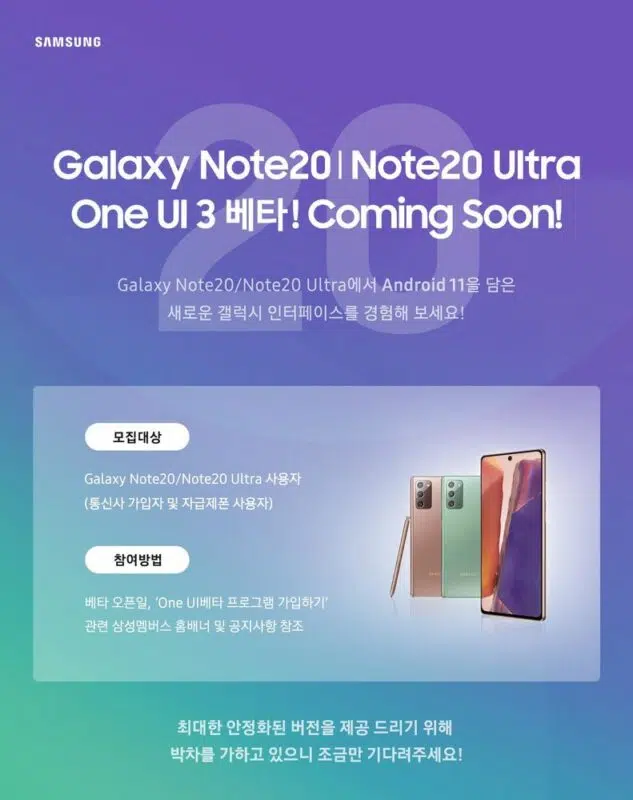 SAMSUNG
20
Galaxy Note20 | Note20 Ultra
One UI 3 베타! Coming Soon!
Galaxy Note20/Note20 Ultra에서 Android 11을 담은
새로운 갤럭시 인터페이스를 경험해 보세요!
모집대상
Galaxy Note20/Note20 Ultra 사용자
(통신사 가입자 및 자급제폰 사용자)
참여방법
베타 오픈일, ‘One UI베타 프로그램 가입하기’
관련 삼성멤버스 홈배너 및 공지사항 참조
최대한 안정화된 버전을 제공 드리기 위해
박차를 가하고 있으니 조금만 기다려주세요!